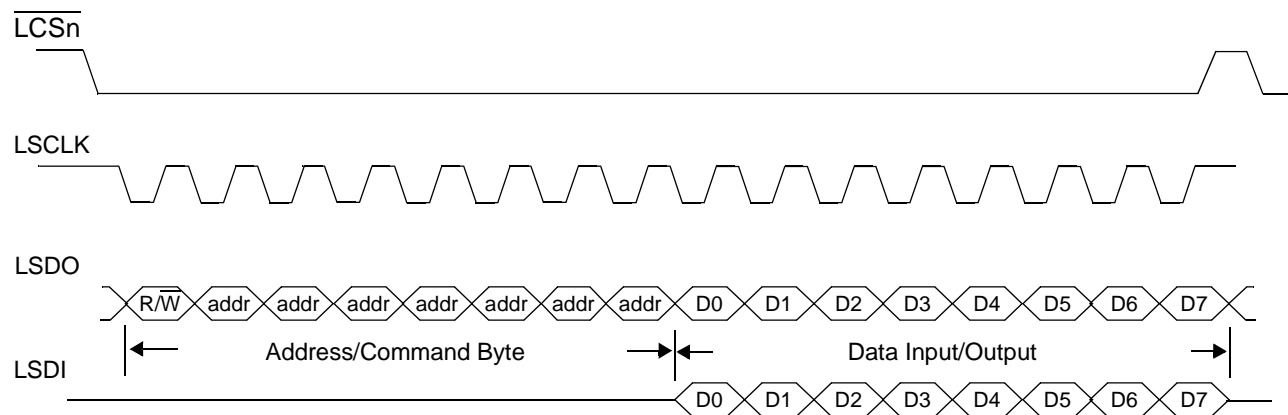 L̅C̅S̅n̅
LSCLK
LSDO
R/W̅ addr addr addr addr addr addr addr D0 D1 D2 D3 D4 D5 D6 D7
Address/Command Byte Data Input/Output
LSDI
D0 D1 D2 D3 D4 D5 D6 D7